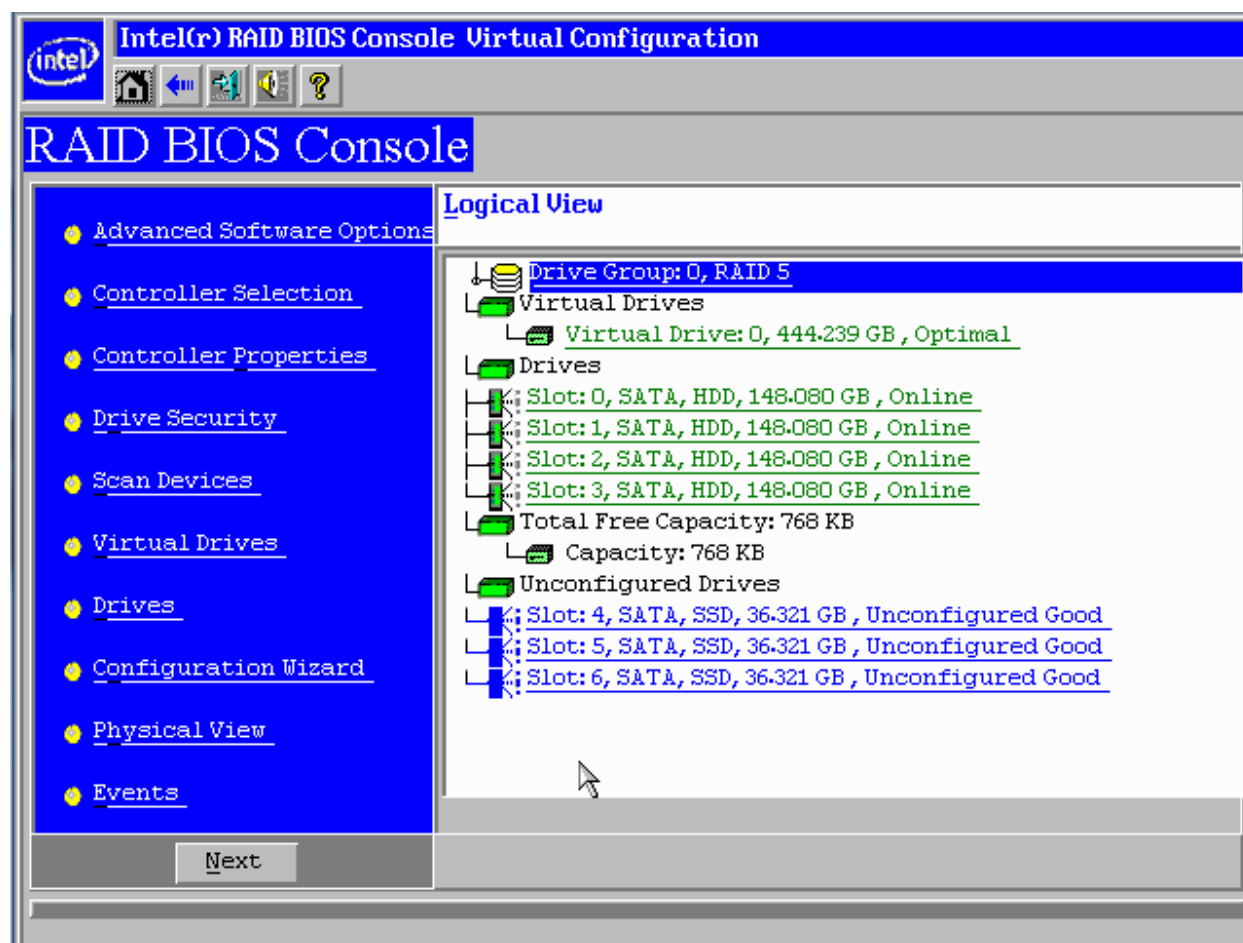 intel
Intel(r) RAID BIOS Console Virtual Configuration
?
RAID BIOS Console
Advanced Software Options
Controller Selection
Controller Properties
Drive Security
Scan Devices
Virtual Drives
Drives
Configuration Wizard
Physical View
Events
Next
Logical View
Drive Group: 0, RAID 5
Virtual Drives
Virtual Drive: 0, 444.239 GB , Optimal
Drives
Slot: 0, SATA, HDD, 148.080 GB , Online
Slot: 1, SATA, HDD, 148.080 GB , Online
Slot: 2, SATA, HDD, 148.080 GB , Online
Slot: 3, SATA, HDD, 148.080 GB , Online
Total Free Capacity: 768 KB
Capacity: 768 KB
Unconfigured Drives
Slot: 4, SATA, SSD, 36.321 GB , Unconfigured Good
Slot: 5, SATA, SSD, 36.321 GB , Unconfigured Good
Slot: 6, SATA, SSD, 36.321 GB , Unconfigured Good